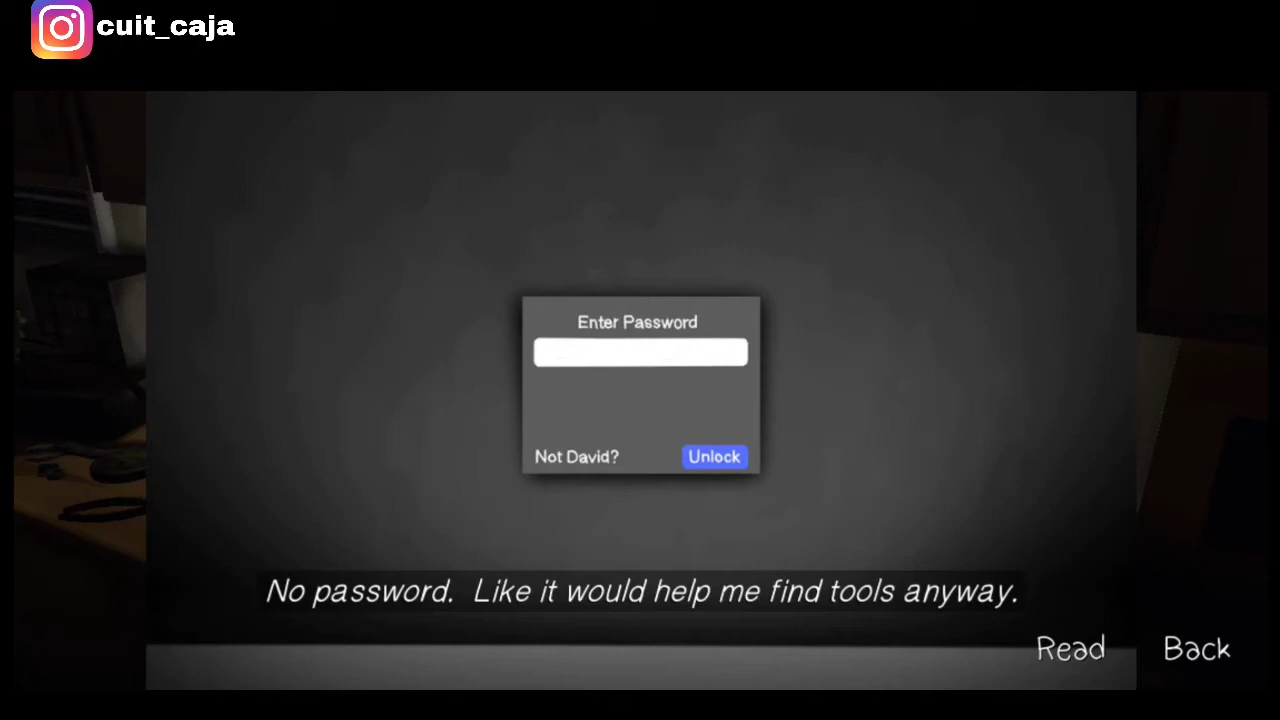 cuit_caja
Enter Password
Not David?
Unlock
No password.  Like it would help me find tools anyway.
Read
Back